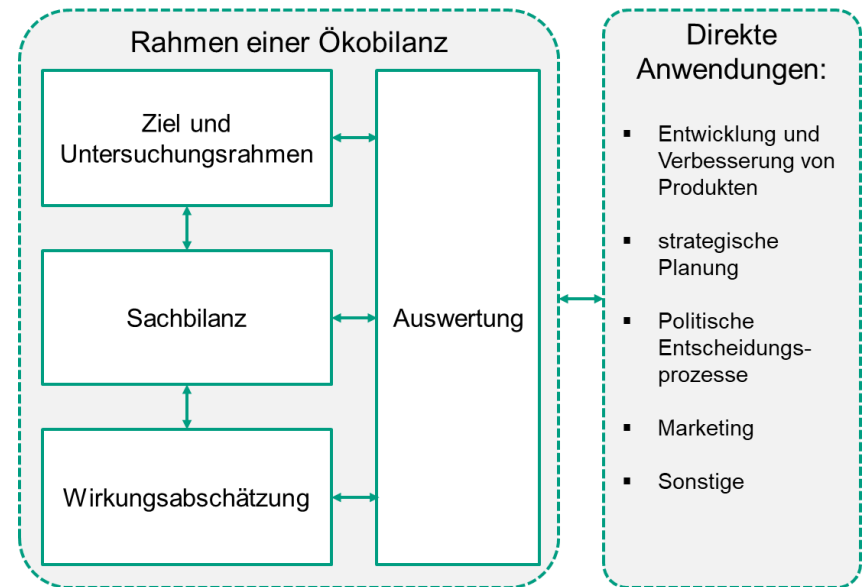 Rahmen einer Ökobilanz
Ziel und
Untersuchungsrahmen
Sachbilanz
Wirkungsabschätzung
Auswertung
Direkte
Anwendungen:
▪ Entwicklung und
Verbesserung von
Produkten
▪ strategische
Planung
▪ Politische
Entscheidungs-
prozesse
▪ Marketing
▪ Sonstige